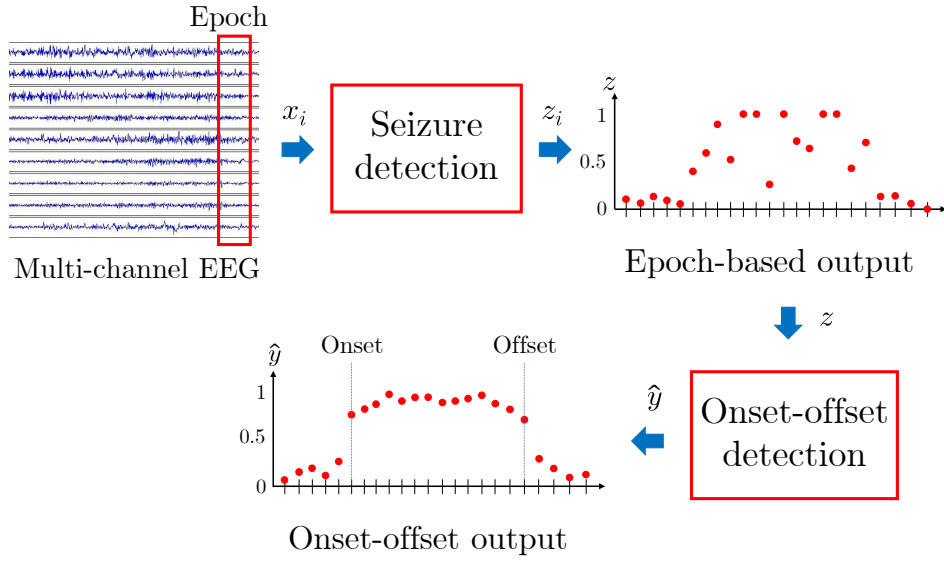 Epoch
Multi-channel EEG
x_i
Seizure
detection
z_i
z
1
0.5
0
Epoch-based output
z
Onset-offset
detection
ŷ
Onset
Offset
ŷ
1
0.5
0
Onset-offset output